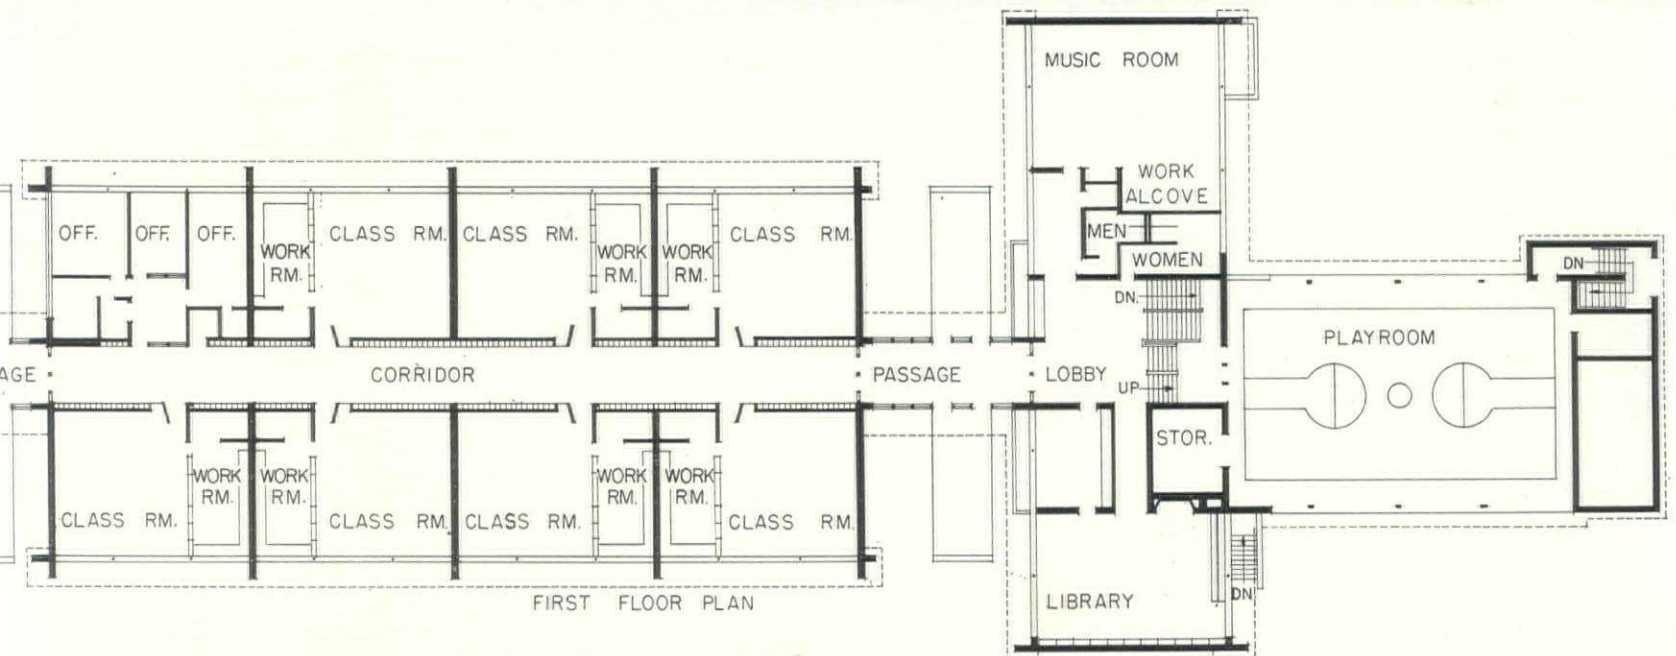 MUSIC ROOM
WORK
ALCOVE
MEN
WOMEN
OFF.
OFF.
OFF.
WORK
RM.
CLASS RM.
CLASS RM.
WORK
RM.
WORK
RM.
CLASS RM.
DN
DN.
PLAYROOM
AGE
CORRIDOR
PASSAGE
LOBBY
UP
STOR.
CLASS RM.
WORK
RM.
WORK
RM.
CLASS RM.
CLASS RM.
WORK
RM.
WORK
RM.
CLASS RM.
LIBRARY
DN
FIRST FLOOR PLAN